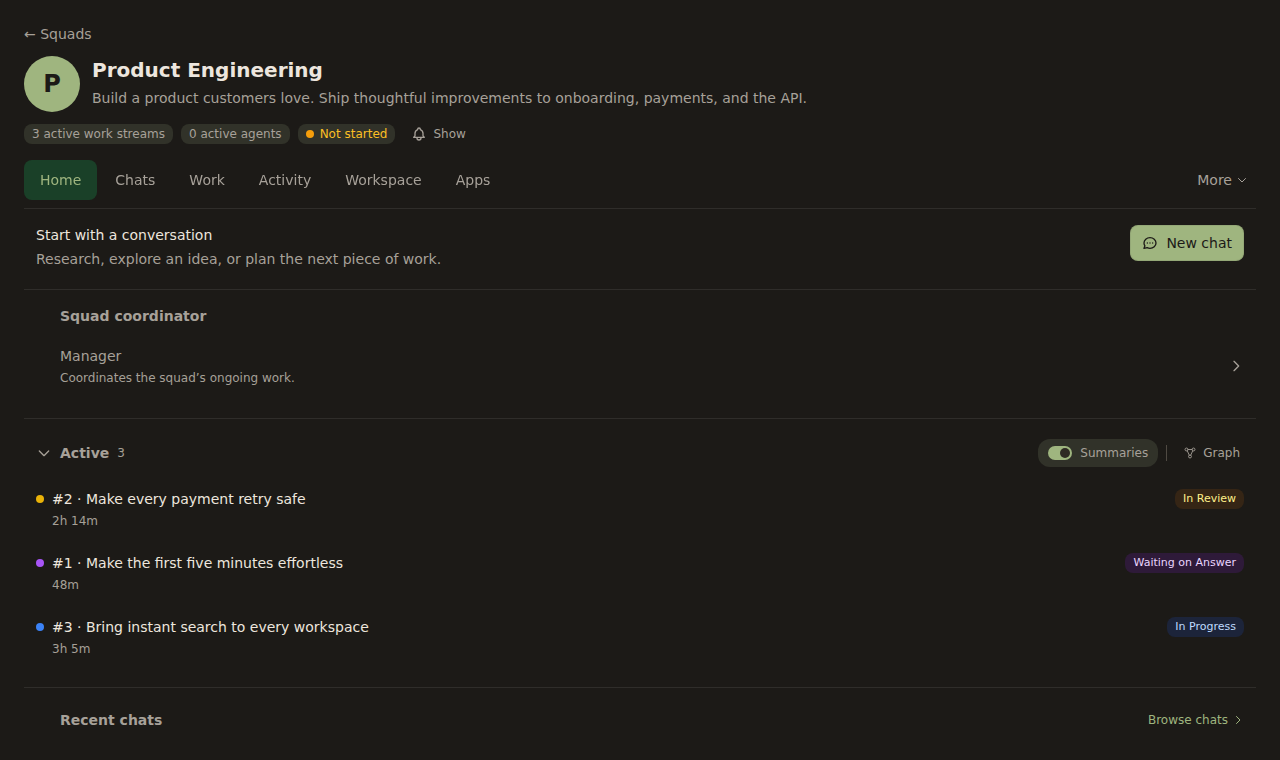 ← Squads
P
Product Engineering
Build a product customers love. Ship thoughtful improvements to onboarding, payments, and the API.
3 active work streams 0 active agents Not started Show
Home Chats Work Activity Workspace Apps More
Start with a conversation
Research, explore an idea, or plan the next piece of work.
New chat
Squad coordinator
Manager
Coordinates the squad’s ongoing work.
Active 3 Summaries Graph
#2 · Make every payment retry safe In Review
2h 14m
#1 · Make the first five minutes effortless Waiting on Answer
48m
#3 · Bring instant search to every workspace In Progress
3h 5m
Recent chats Browse chats